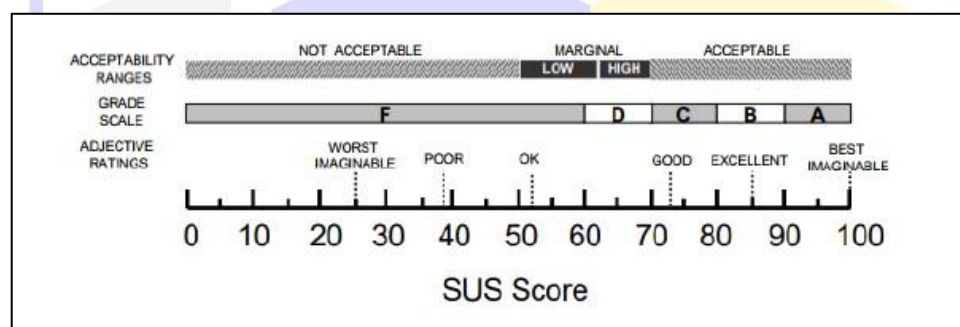 NOT ACCEPTABLE MARGINAL ACCEPTABLE
ACCEPTABILITY RANGES LOW HIGH
GRADE SCALE F D C B A
ADJECTIVE RATINGS WORST IMAGINABLE POOR OK GOOD EXCELLENT BEST IMAGINABLE
0 10 20 30 40 50 60 70 80 90 100
SUS Score